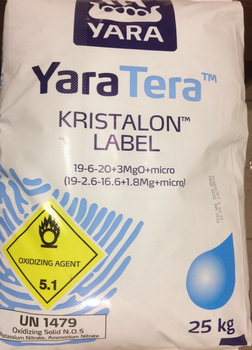 YARA
YaraTera™
KRISTALON™
LABEL
19-6-20+3MgO+micro
(19-2.6-16.6+1.8Mg+micro)
OXIDIZING AGENT
5.1
UN 1479
Oxidizing Solid N.O.S
Potassium Nitrate, Ammonium Nitrate
25 kg